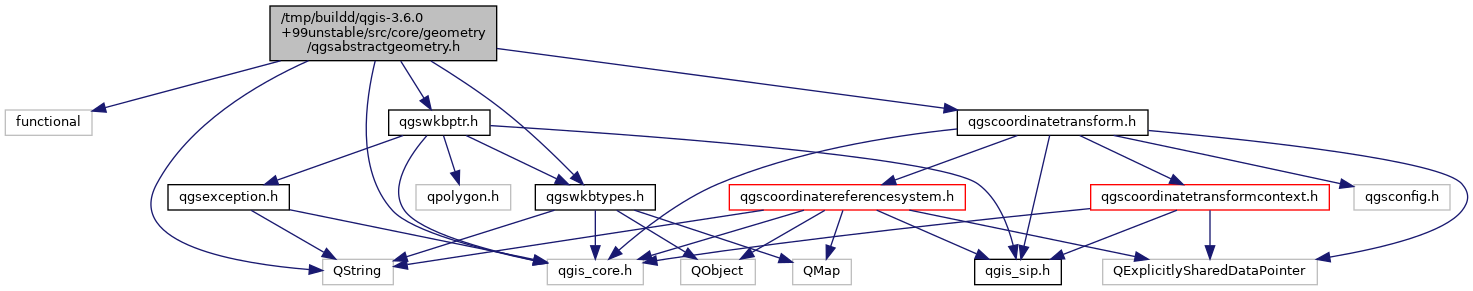 /tmp/buildd/qgis-3.6.0
+99unstable/src/core/geometry
/qgsabstractgeometry.h
functional
qgswkbptr.h
qgscoordinatetransform.h
qgsexception.h
qpolygon.h
qgswkbtypes.h
qgscoordinatereferencesystem.h
qgscoordinatetransformcontext.h
qgsconfig.h
QString
qgis_core.h
QObject
QMap
qgis_sip.h
QExplicitlySharedDataPointer